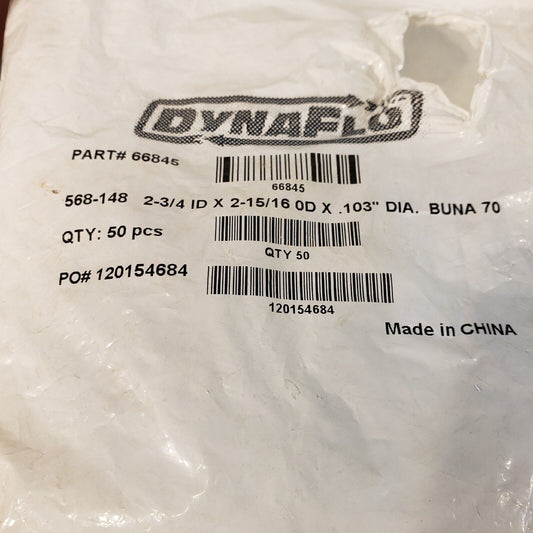 DYNAFLO
PART# 66845
66845
568-148 2-3/4 ID X 2-15/16 0D X .103" DIA. BUNA 70
QTY: 50 pcs
QTY 50
PO# 120154684
120154684
Made in CHINA